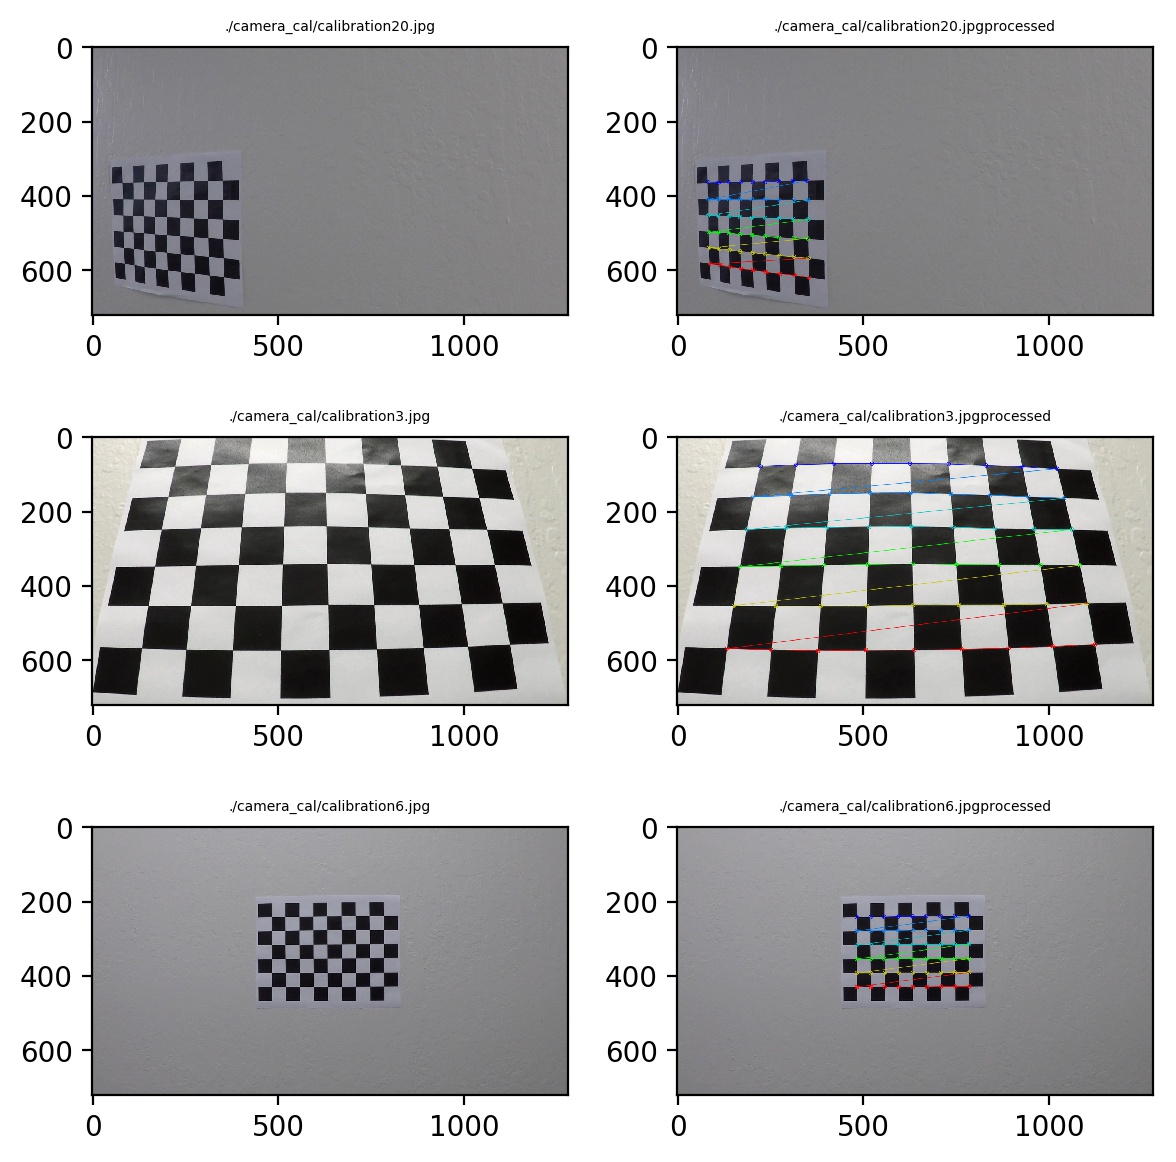 ./camera_cal/calibration20.jpg ./camera_cal/calibration20.jpgprocessed
0 0
200 200
400 400
600 600
0 500 1000 0 500 1000
./camera_cal/calibration3.jpg ./camera_cal/calibration3.jpgprocessed
0 0
200 200
400 400
600 600
0 500 1000 0 500 1000
./camera_cal/calibration6.jpg ./camera_cal/calibration6.jpgprocessed
0 0
200 200
400 400
600 600
0 500 1000 0 500 1000